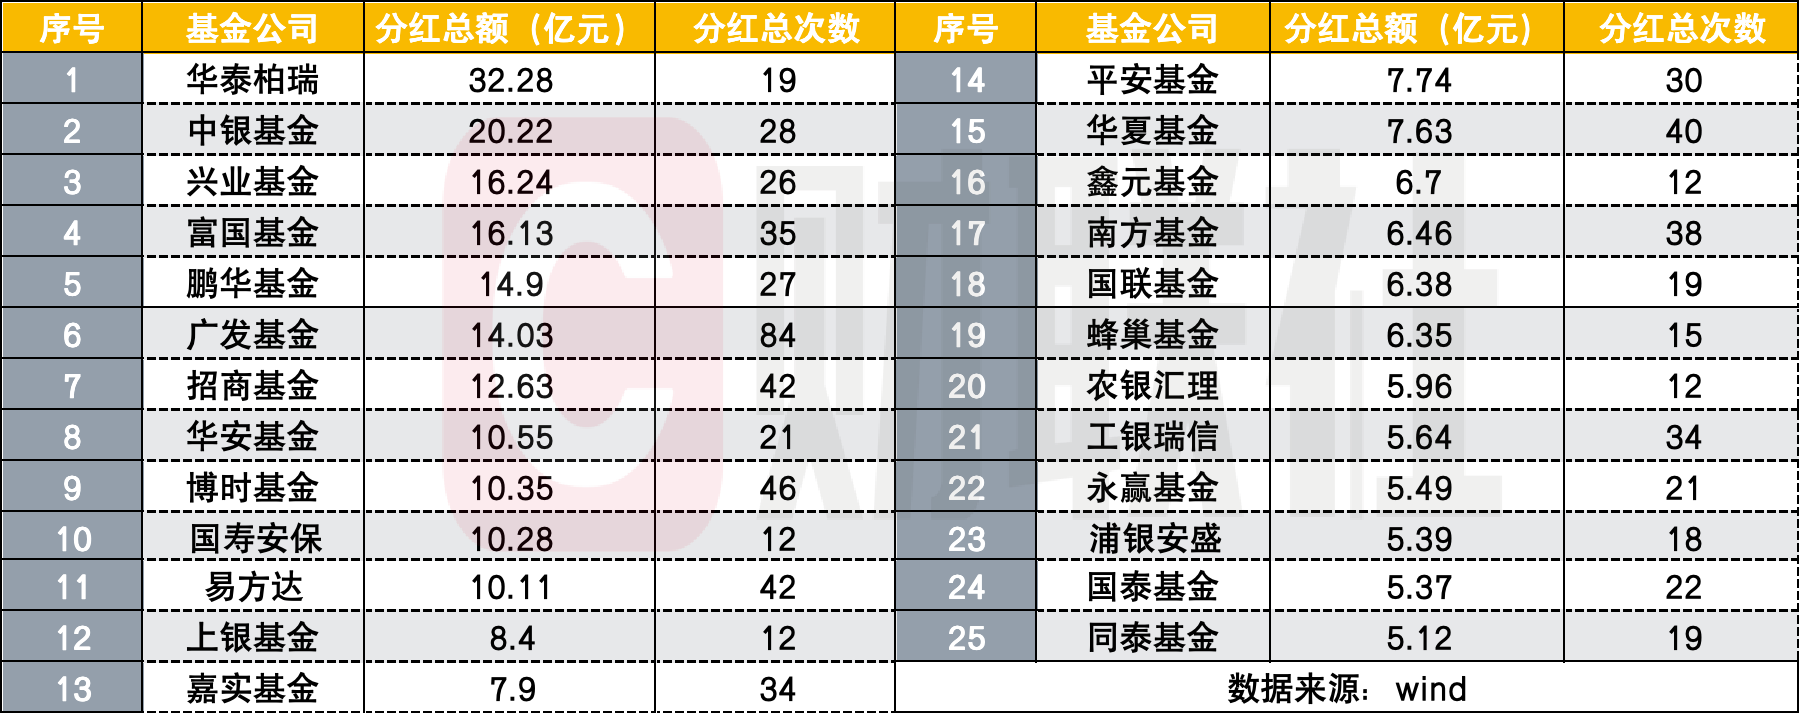 序号 基金公司 分红总额（亿元） 分红总次数 序号 基金公司 分红总额（亿元） 分红总次数
1 华泰柏瑞 32.28 19 14 平安基金 7.74 30
2 中银基金 20.22 28 15 华夏基金 7.63 40
3 兴业基金 16.24 26 16 鑫元基金 6.7 12
4 富国基金 16.13 35 17 南方基金 6.46 38
5 鹏华基金 14.9 27 18 国联基金 6.38 19
6 广发基金 14.03 84 19 蜂巢基金 6.35 15
7 招商基金 12.63 42 20 农银汇理 5.96 12
8 华安基金 10.55 21 21 工银瑞信 5.64 34
9 博时基金 10.35 46 22 永赢基金 5.49 21
10 国寿安保 10.28 12 23 浦银安盛 5.39 18
11 易方达 10.11 42 24 国泰基金 5.37 22
12 上银基金 8.4 12 25 同泰基金 5.12 19
13 嘉实基金 7.9 34 数据来源：wind
C 财联社